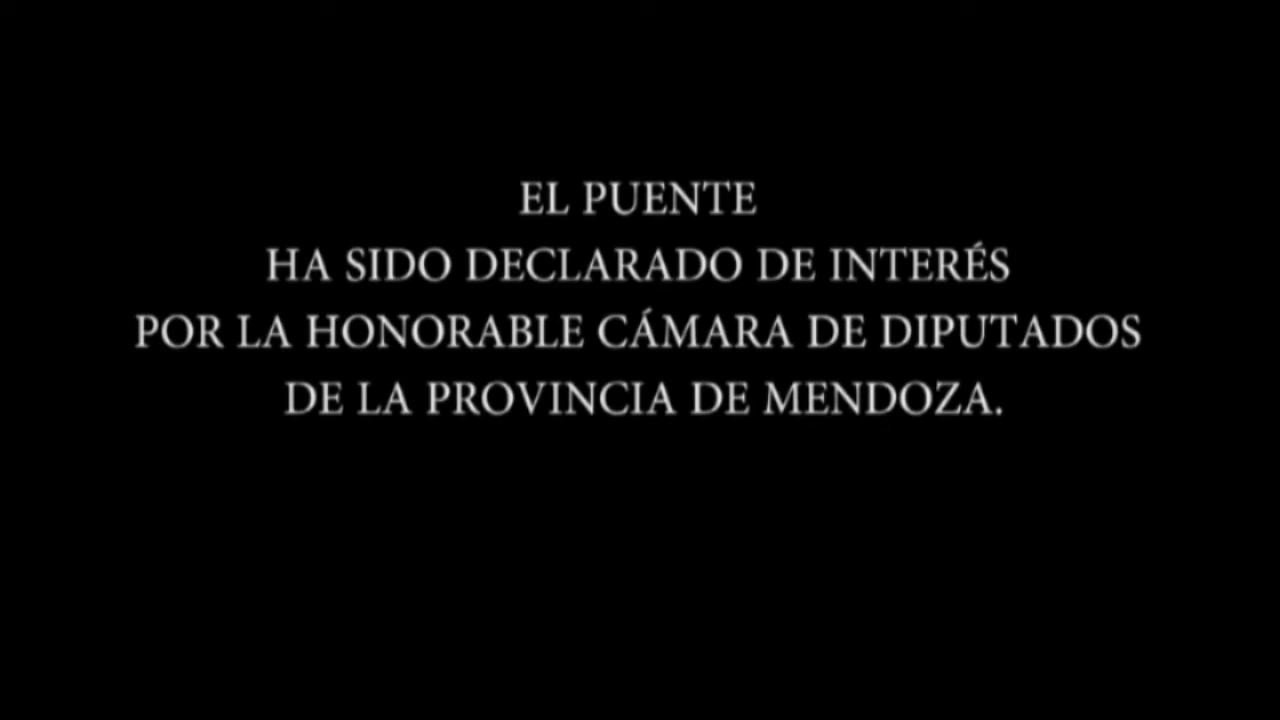 EL PUENTE
HA SIDO DECLARADO DE INTERÉS
POR LA HONORABLE CÁMARA DE DIPUTADOS
DE LA PROVINCIA DE MENDOZA.